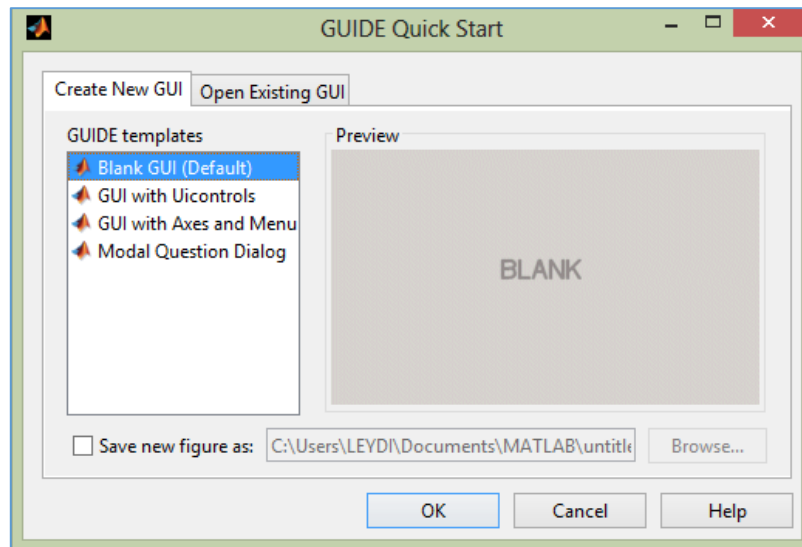 GUIDE Quick Start
Create New GUI
Open Existing GUI
GUIDE templates
Blank GUI (Default)
GUI with Uicontrols
GUI with Axes and Menu
Modal Question Dialog
Preview
BLANK
Save new figure as:
C:\Users\LEYDI\Documents\MATLAB\untitle
Browse...
OK
Cancel
Help